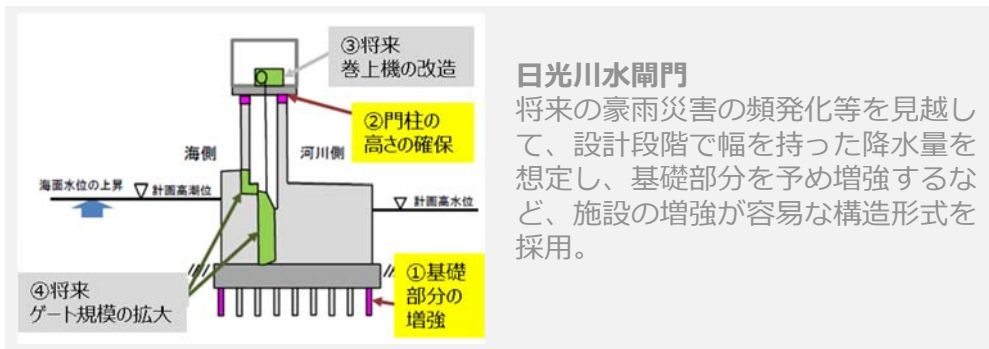 ③将来
巻上機の改造
②門柱の
高さの確保
海側
河川側
海面水位の上昇
計画高潮位
計画高水位
①基礎
部分の
増強
④将来
ゲート規模の拡大
日光川水閘門
将来の豪雨災害の頻発化等を見越し
て、設計段階で幅を持った降水量を
想定し、基礎部分を予め増強するな
ど、施設の増強が容易な構造形式を
採用。